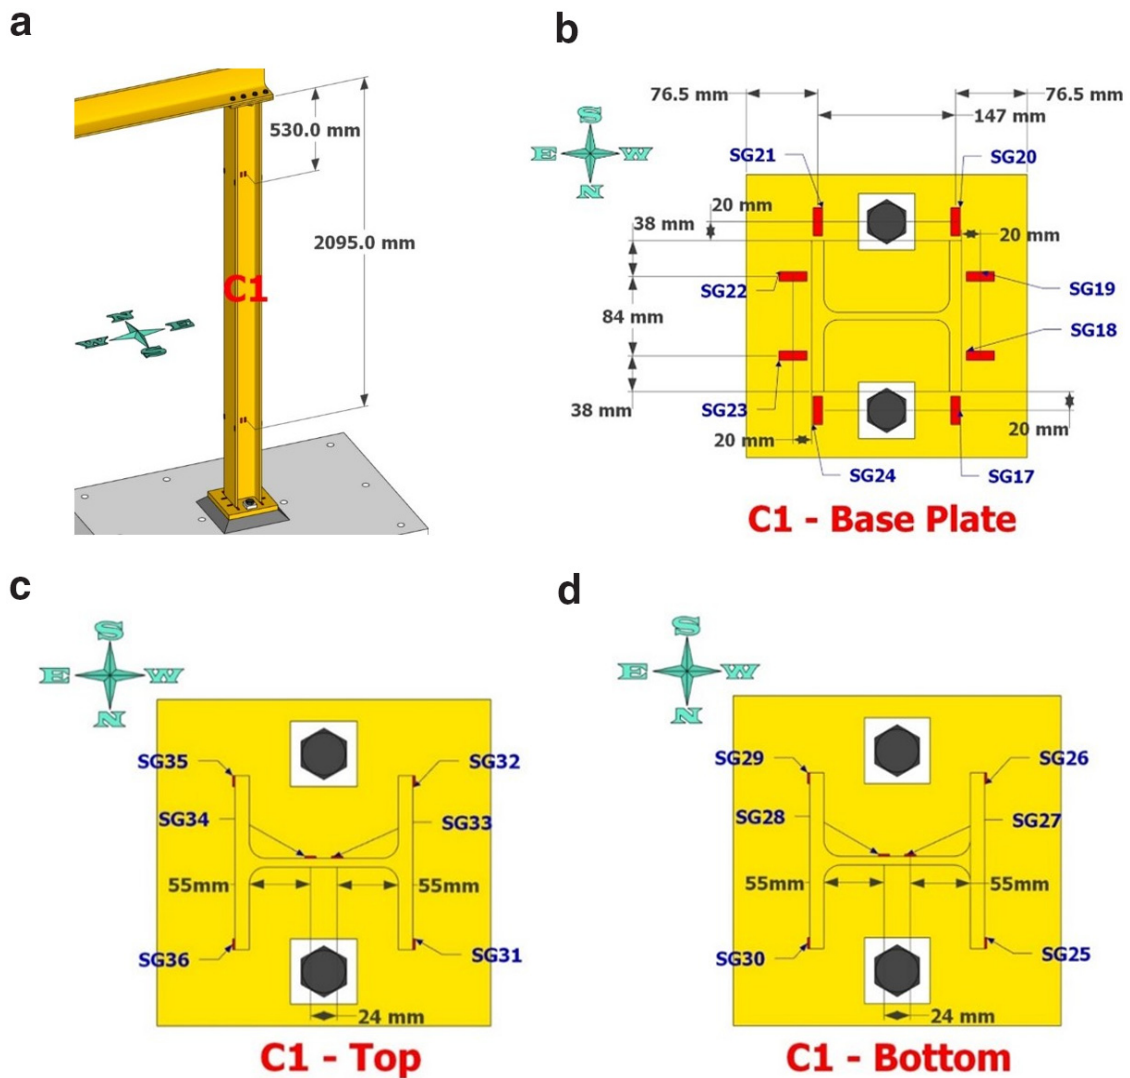 a
530.0 mm
2095.0 mm
C1
N
E
W
b
76.5 mm
76.5 mm
147 mm
S
E W
N
SG21
SG20
20 mm
38 mm
20 mm
SG22
SG19
84 mm
SG18
38 mm
SG23
20 mm
20 mm
SG24
SG17
C1 - Base Plate
c
S
E W
N
SG35
SG32
SG34
SG33
55mm
55mm
SG36
SG31
24 mm
C1 - Top
d
S
E W
N
SG29
SG26
SG28
SG27
55mm
55mm
SG30
SG25
24 mm
C1 - Bottom